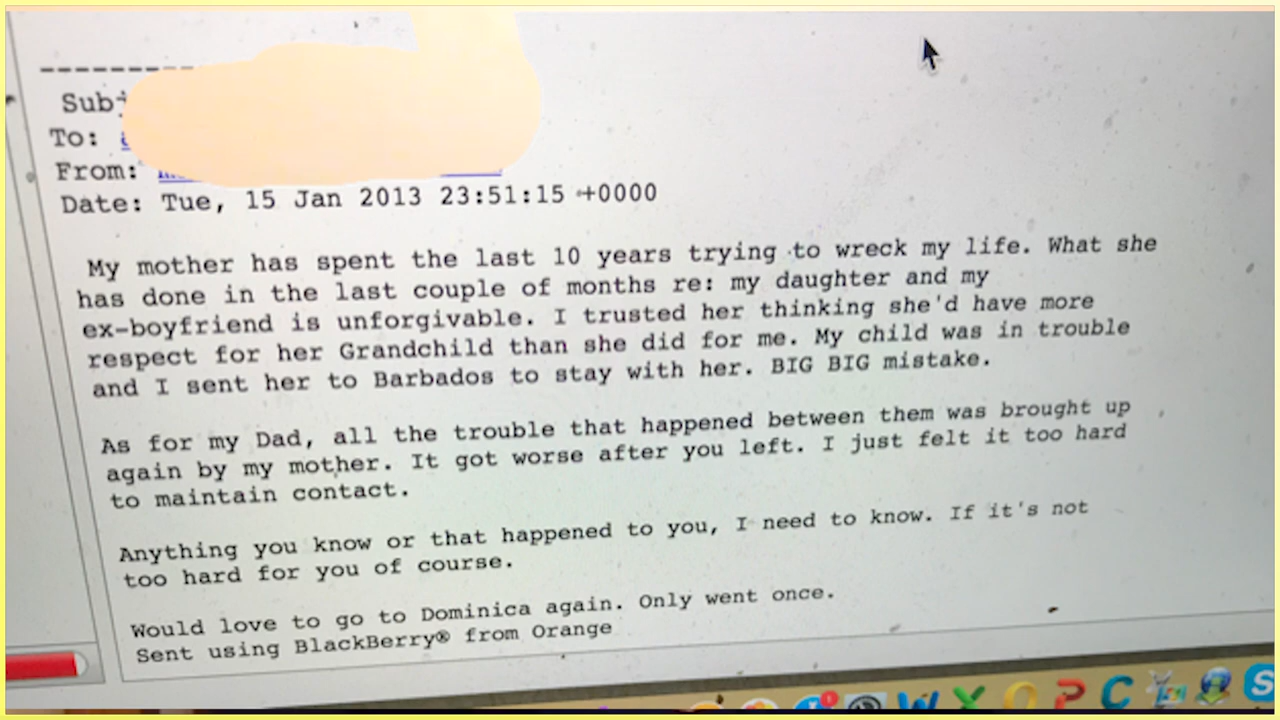 Subj
To:
From:
Date: Tue, 15 Jan 2013 23:51:15 +0000
My mother has spent the last 10 years trying to wreck my life. What she
has done in the last couple of months re: my daughter and my
ex-boyfriend is unforgivable. I trusted her thinking she'd have more
respect for her Grandchild than she did for me. My child was in trouble
and I sent her to Barbados to stay with her. BIG BIG mistake.
As for my Dad, all the trouble that happened between them was brought up
again by my mother. It got worse after you left. I just felt it too hard
to maintain contact.
Anything you know or that happened to you, I need to know. If it's not
too hard for you of course.
Would love to go to Dominica again. Only went once.
Sent using BlackBerry® from Orange